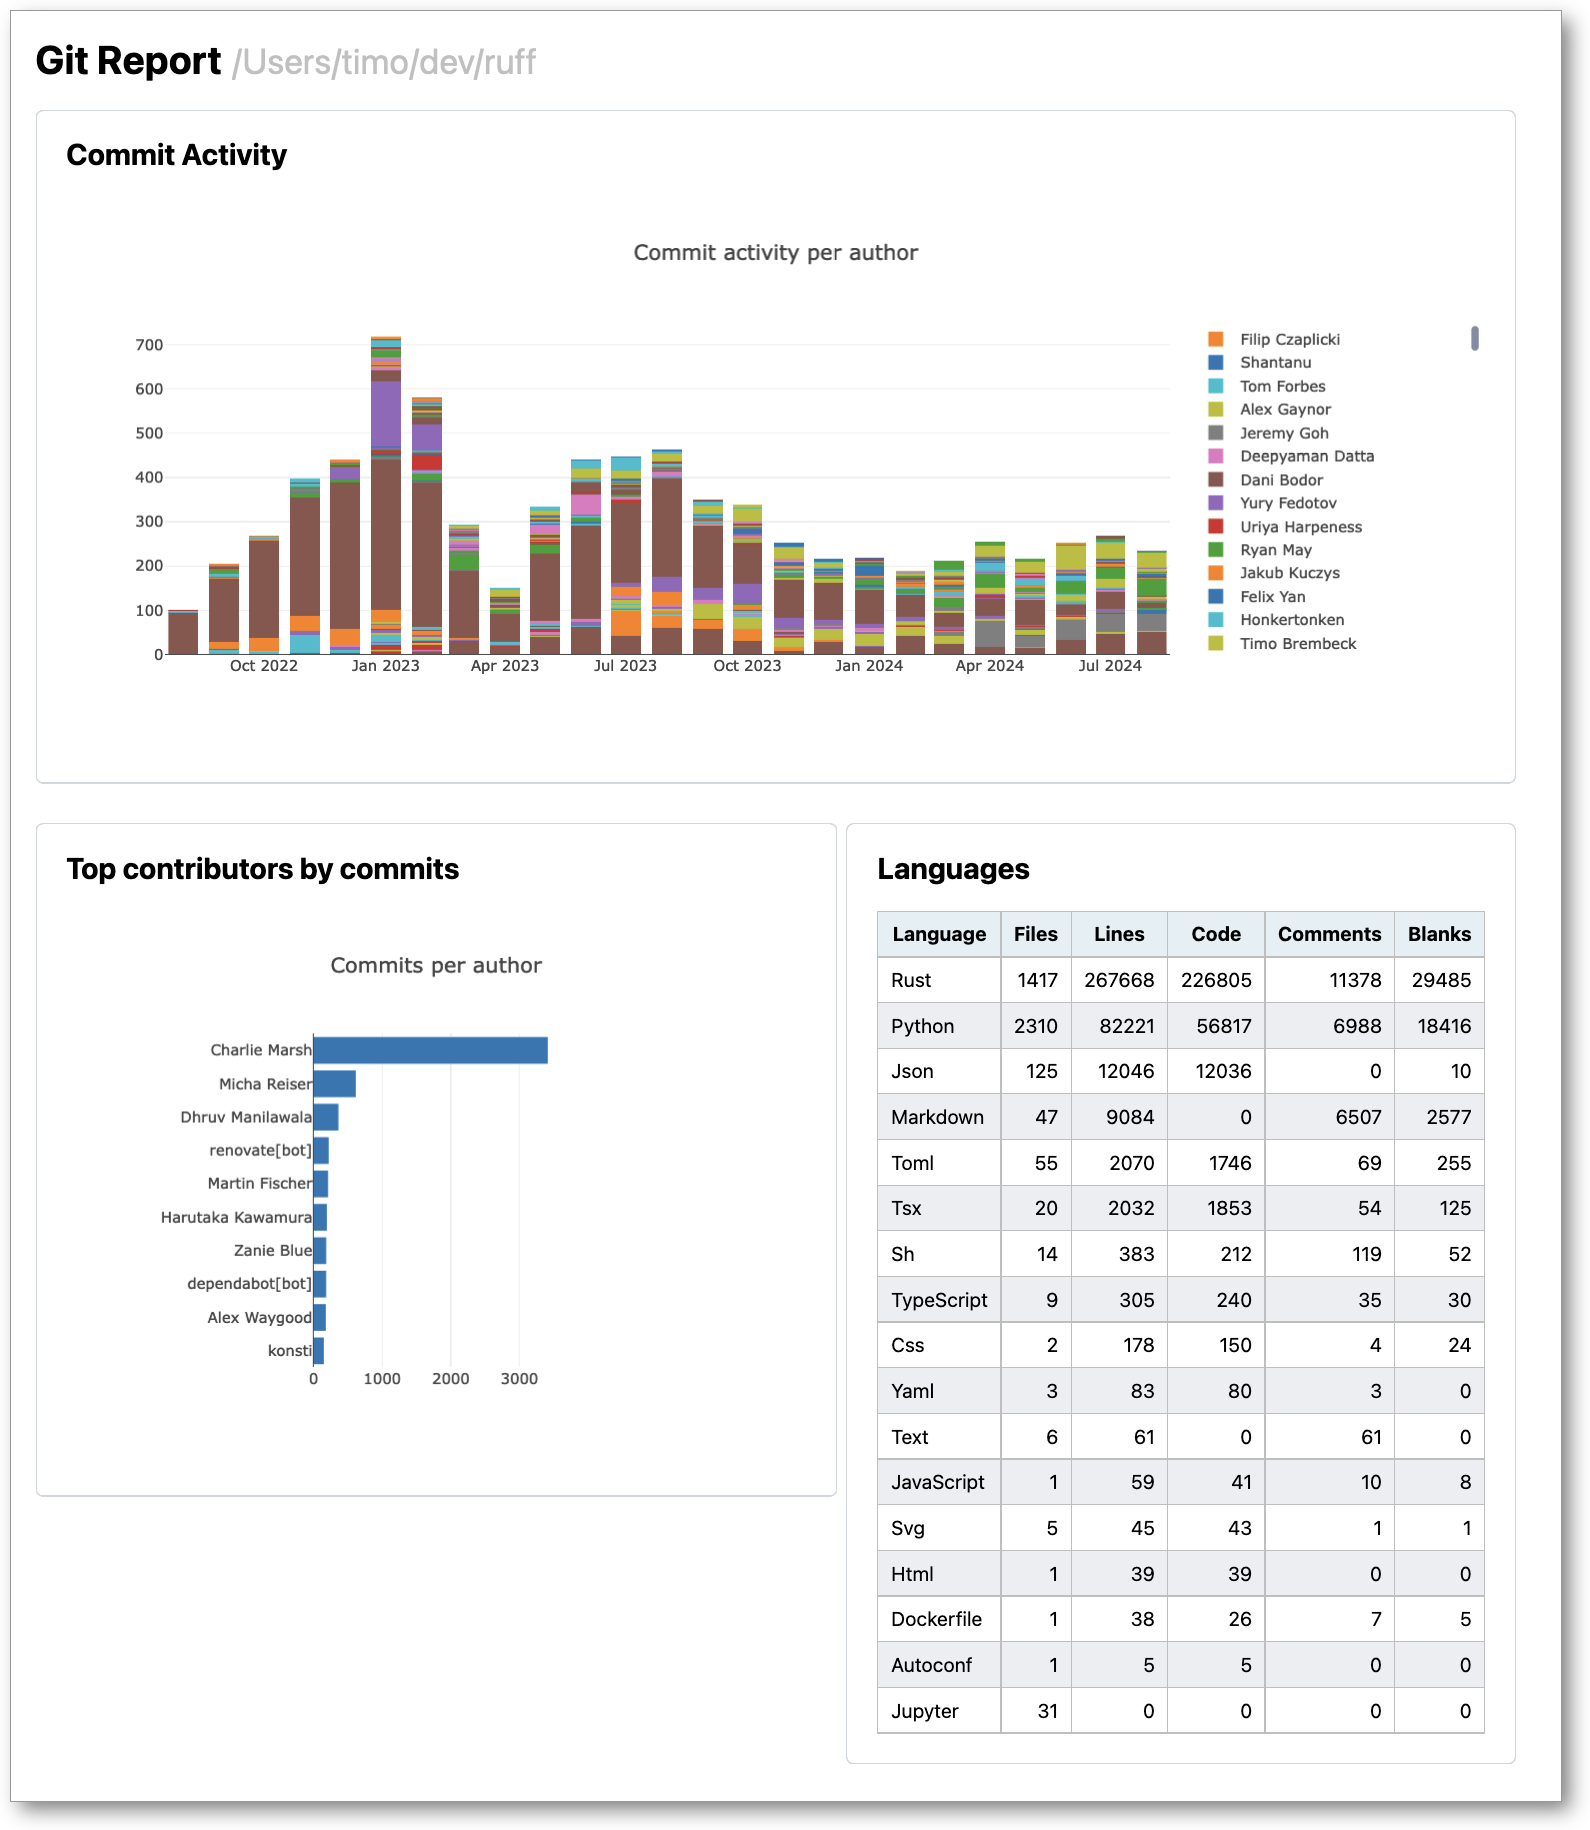 Git Report /Users/timo/dev/ruff
Commit Activity
Commit activity per author
700
600
500
400
300
200
100
0
Oct 2022 Jan 2023 Apr 2023 Jul 2023 Oct 2023 Jan 2024 Apr 2024 Jul 2024
Filip Czaplicki
Shantanu
Tom Forbes
Alex Gaynor
Jeremy Goh
Deepyaman Datta
Dani Bodor
Yury Fedotov
Uriya Harpeness
Ryan May
Jakub Kuczys
Felix Yan
Honkertonken
Timo Brembeck
Top contributors by commits
Commits per author
Charlie Marsh
Micha Reiser
Dhruv Manilawala
renovate[bot]
Martin Fischer
Harutaka Kawamura
Zanie Blue
dependabot[bot]
Alex Waygood
konsti
0 1000 2000 3000
Languages
Language Files Lines Code Comments Blanks
Rust 1417 267668 226805 11378 29485
Python 2310 82221 56817 6988 18416
Json 125 12046 12036 0 10
Markdown 47 9084 0 6507 2577
Toml 55 2070 1746 69 255
Tsx 20 2032 1853 54 125
Sh 14 383 212 119 52
TypeScript 9 305 240 35 30
Css 2 178 150 4 24
Yaml 3 83 80 3 0
Text 6 61 0 61 0
JavaScript 1 59 41 10 8
Svg 5 45 43 1 1
Html 1 39 39 0 0
Dockerfile 1 38 26 7 5
Autoconf 1 5 5 0 0
Jupyter 31 0 0 0 0